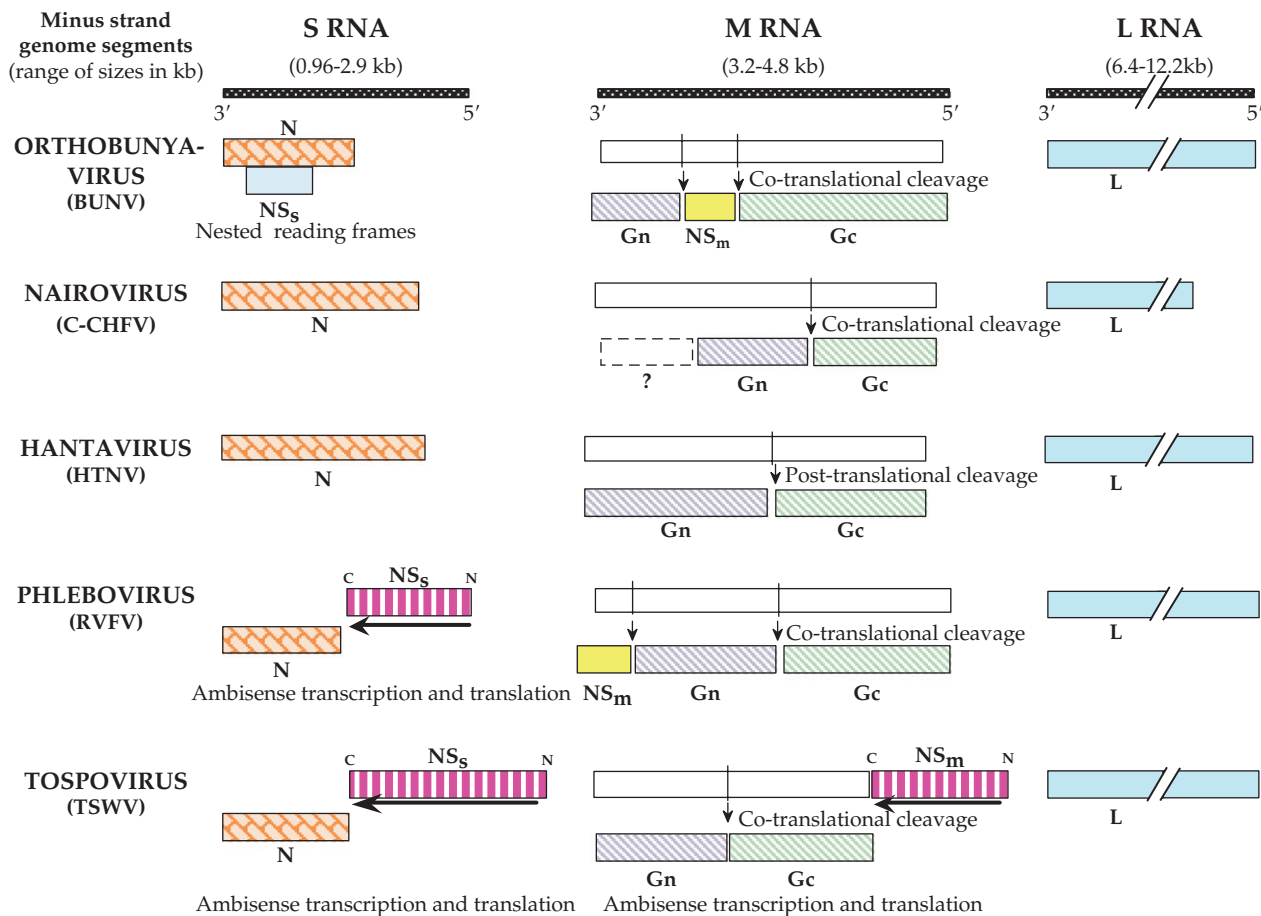 Minus strand
genome segments
(range of sizes in kb)
S RNA
(0.96-2.9 kb)
M RNA
(3.2-4.8 kb)
L RNA
(6.4-12.2kb)
3′ 5′ 3′ 5′ 3′ 5′
ORTHOBUNYA-
VIRUS
(BUNV)
N
NSs
Nested reading frames
Co-translational cleavage
Gn NSm Gc
L
NAIROVIRUS
(C-CHFV)
N
Co-translational cleavage
? Gn Gc
L
HANTAVIRUS
(HTNV)
N
Post-translational cleavage
Gn Gc
L
PHLEBOVIRUS
(RVFV)
C NSs N
N
Ambisense transcription and translation
Co-translational cleavage
NSm Gn Gc
L
TOSPOVIRUS
(TSWV)
C NSs N
N
Ambisense transcription and translation
C NSm N
Co-translational cleavage
Gn Gc
Ambisense transcription and translation
L